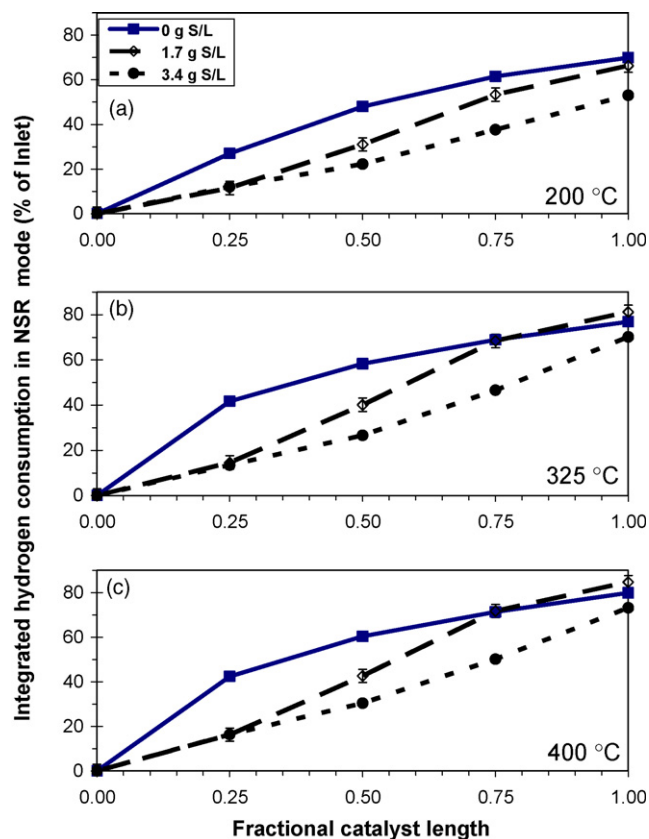 Integrated hydrogen consumption in NSR mode (% of Inlet)
0 g S/L
1.7 g S/L
3.4 g S/L
(a)
80
60
40
20
0
200 °C
0.00 0.25 0.50 0.75 1.00
(b)
80
60
40
20
0
325 °C
0.00 0.25 0.50 0.75 1.00
(c)
80
60
40
20
0
400 °C
0.00 0.25 0.50 0.75 1.00
Fractional catalyst length